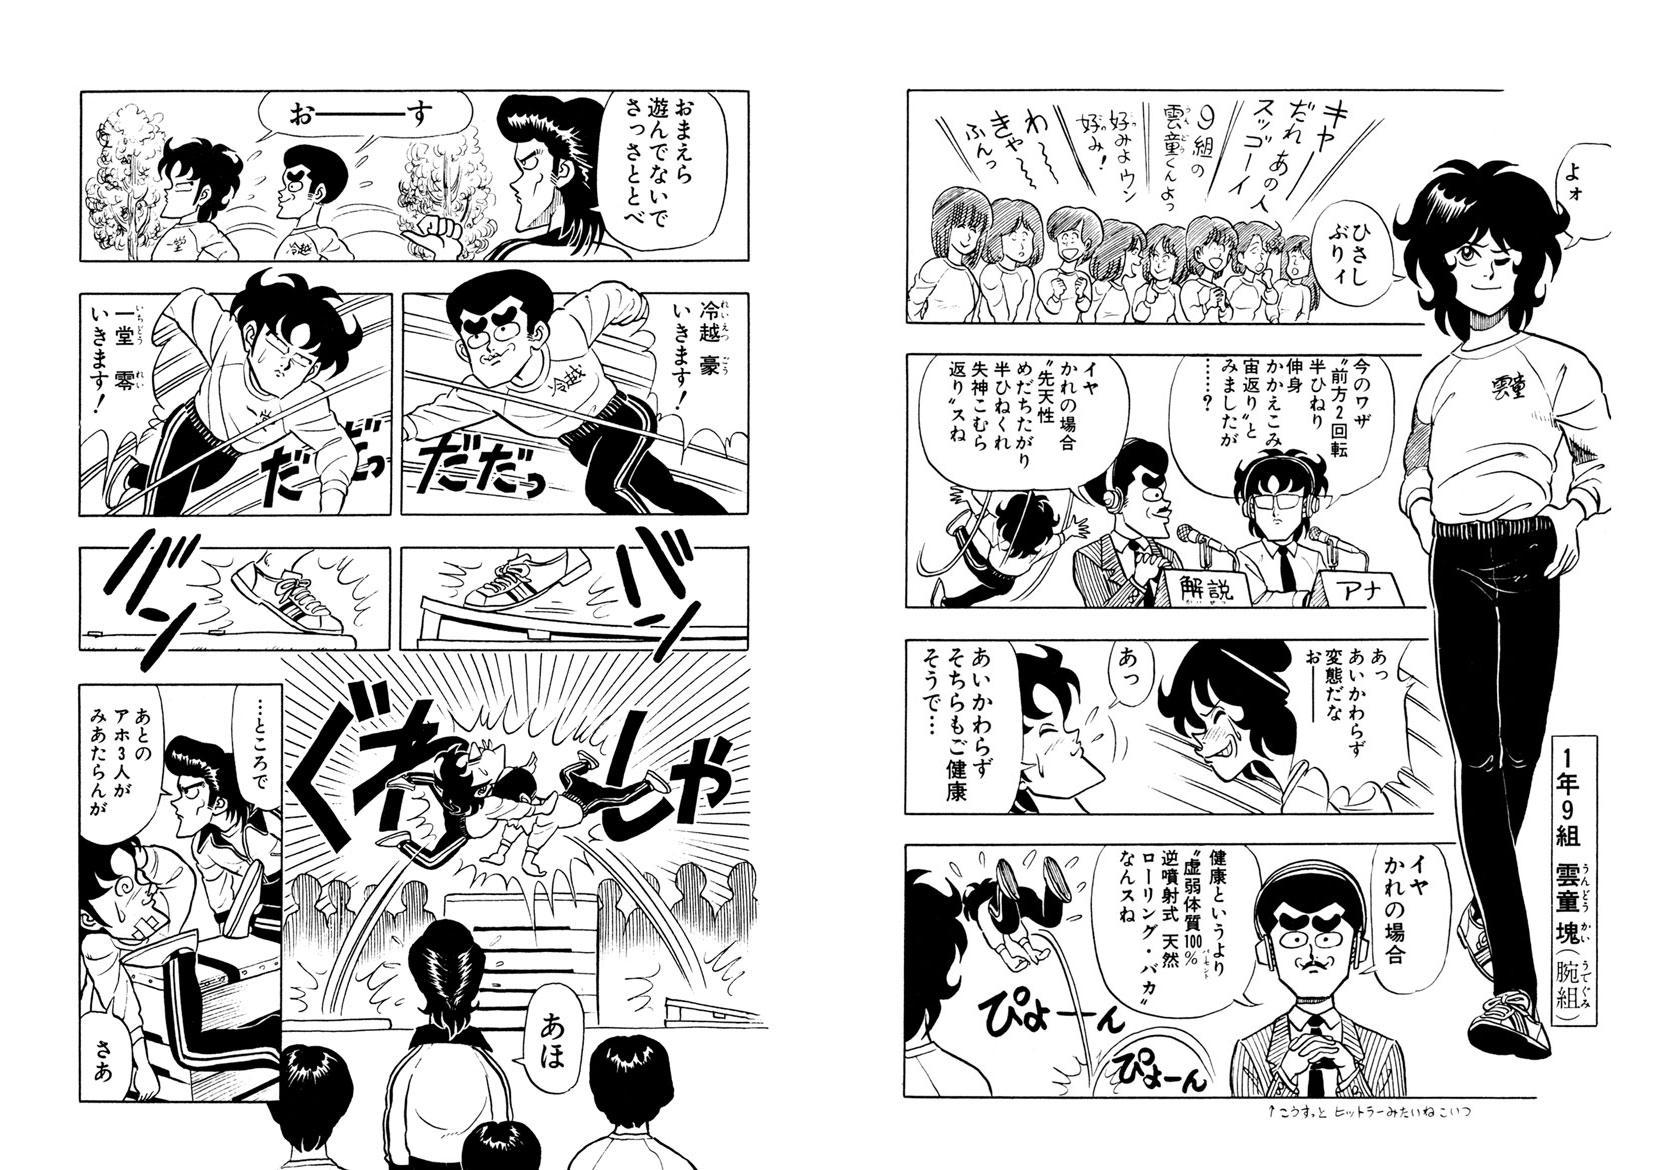 よォ
ひさし
ぶりィ
キャーー
だれ あの人
スッゴーイ
9組の
雲童くんよっ
好みよウン
好み!
わ〜〜
きゃ〜〜
ふんっ
雲童
今のワザ
〝前方2回転
半ひねり
伸身
かかえこみ
宙返り〟と
みましたが
……?
イヤ
かれの場合
〝先天性
めだちたがり
半ひねくれ
失神こむら
返り〟スね
解説
アナ
あっ
あいかわらず
変態だな
おーー
あっ
あいかわらず
そちらもご健康
そうで…
1年9組 雲童 塊(腕組)
イヤ
かれの場合
健康というより
〝虚弱体質100%
逆噴射式 天然
ローリング・バカ〟
なんスね
ぴょーーん
ぴょーん
↑こうすっと ヒットラーみたいねこいつ
おまえら
遊んでないで
さっさととべ
おーーーーす
冷越
一堂
冷越 豪
いきます!
だだっ
冷越
一堂 零
いきます!
だだっ
バン
バン
ぐわしゃ
あほ
…ところで
あとの
アホ3人が
みあたらんが
さあ